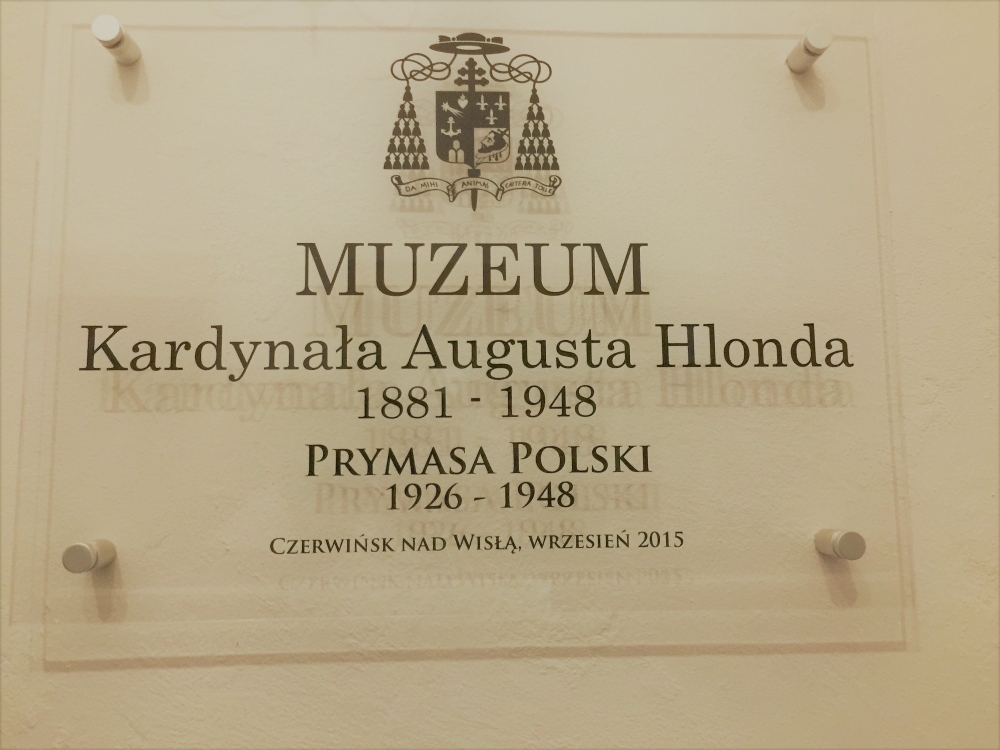 DA MIHI ANIMAS CÆTERA TOLLE
MUZEUM
Kardynała Augusta Hlonda
1881 - 1948
PRYMASA POLSKI
1926 - 1948
CZERWIŃSK NAD WISŁĄ, WRZESIEŃ 2015